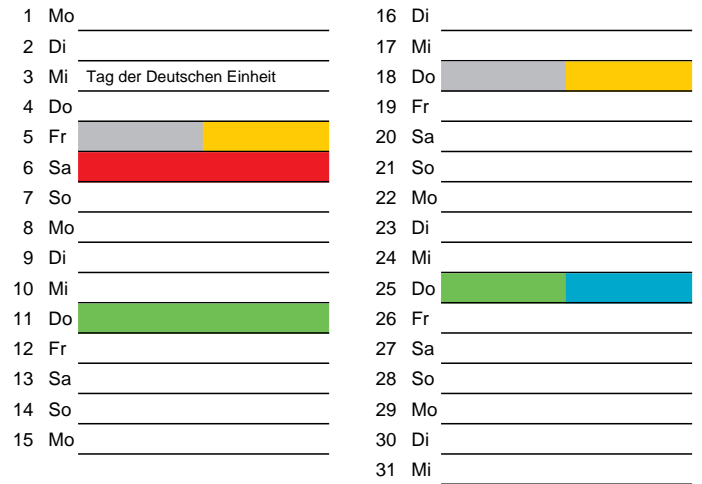 1 Mo
2 Di
3 Mi Tag der Deutschen Einheit
4 Do
5 Fr
6 Sa
7 So
8 Mo
9 Di
10 Mi
11 Do
12 Fr
13 Sa
14 So
15 Mo
16 Di
17 Mi
18 Do
19 Fr
20 Sa
21 So
22 Mo
23 Di
24 Mi
25 Do
26 Fr
27 Sa
28 So
29 Mo
30 Di
31 Mi